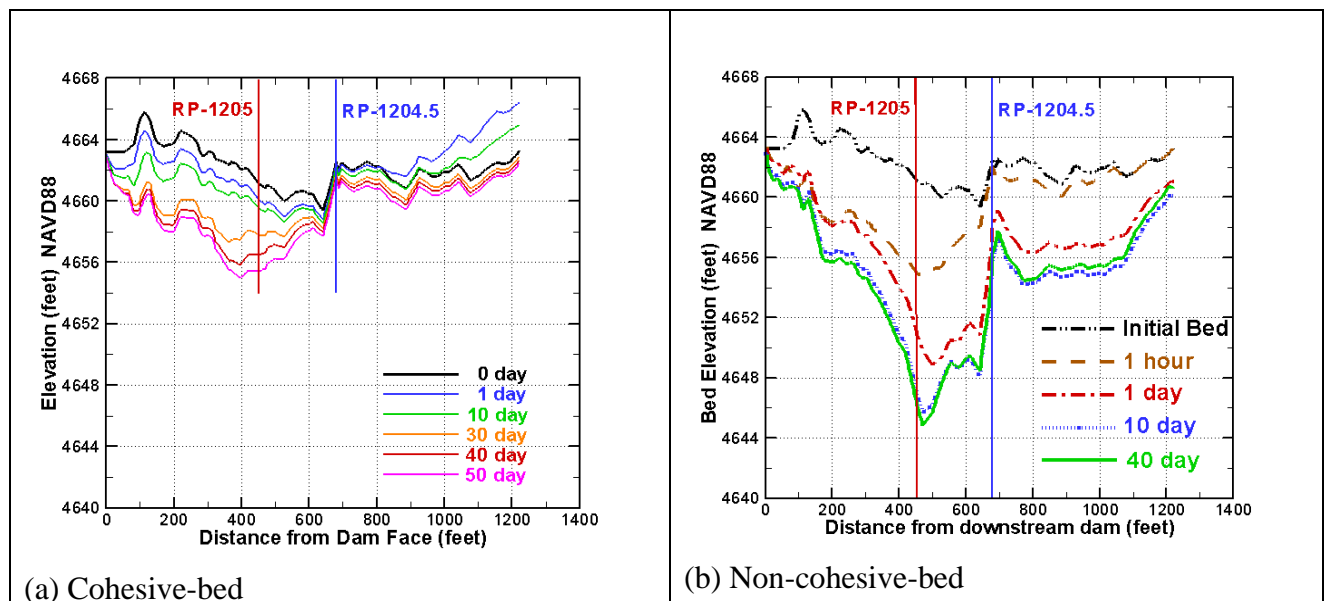 4668
4664
4660
4656
4652
4648
4644
4640
Elevation (feet) NAVD88
RP-1205
RP-1204.5
0 day
1 day
10 day
30 day
40 day
50 day
0 200 400 600 800 1000 1200 1400
Distance from Dam Face (feet)
(a) Cohesive-bed
4668
4664
4660
4656
4652
4648
4644
4640
Bed Elevation (feet) NAVD88
RP-1205
RP-1204.5
Initial Bed
1 hour
1 day
10 day
40 day
0 200 400 600 800 1000 1200 1400
Distance from downstream dam (feet)
(b) Non-cohesive-bed